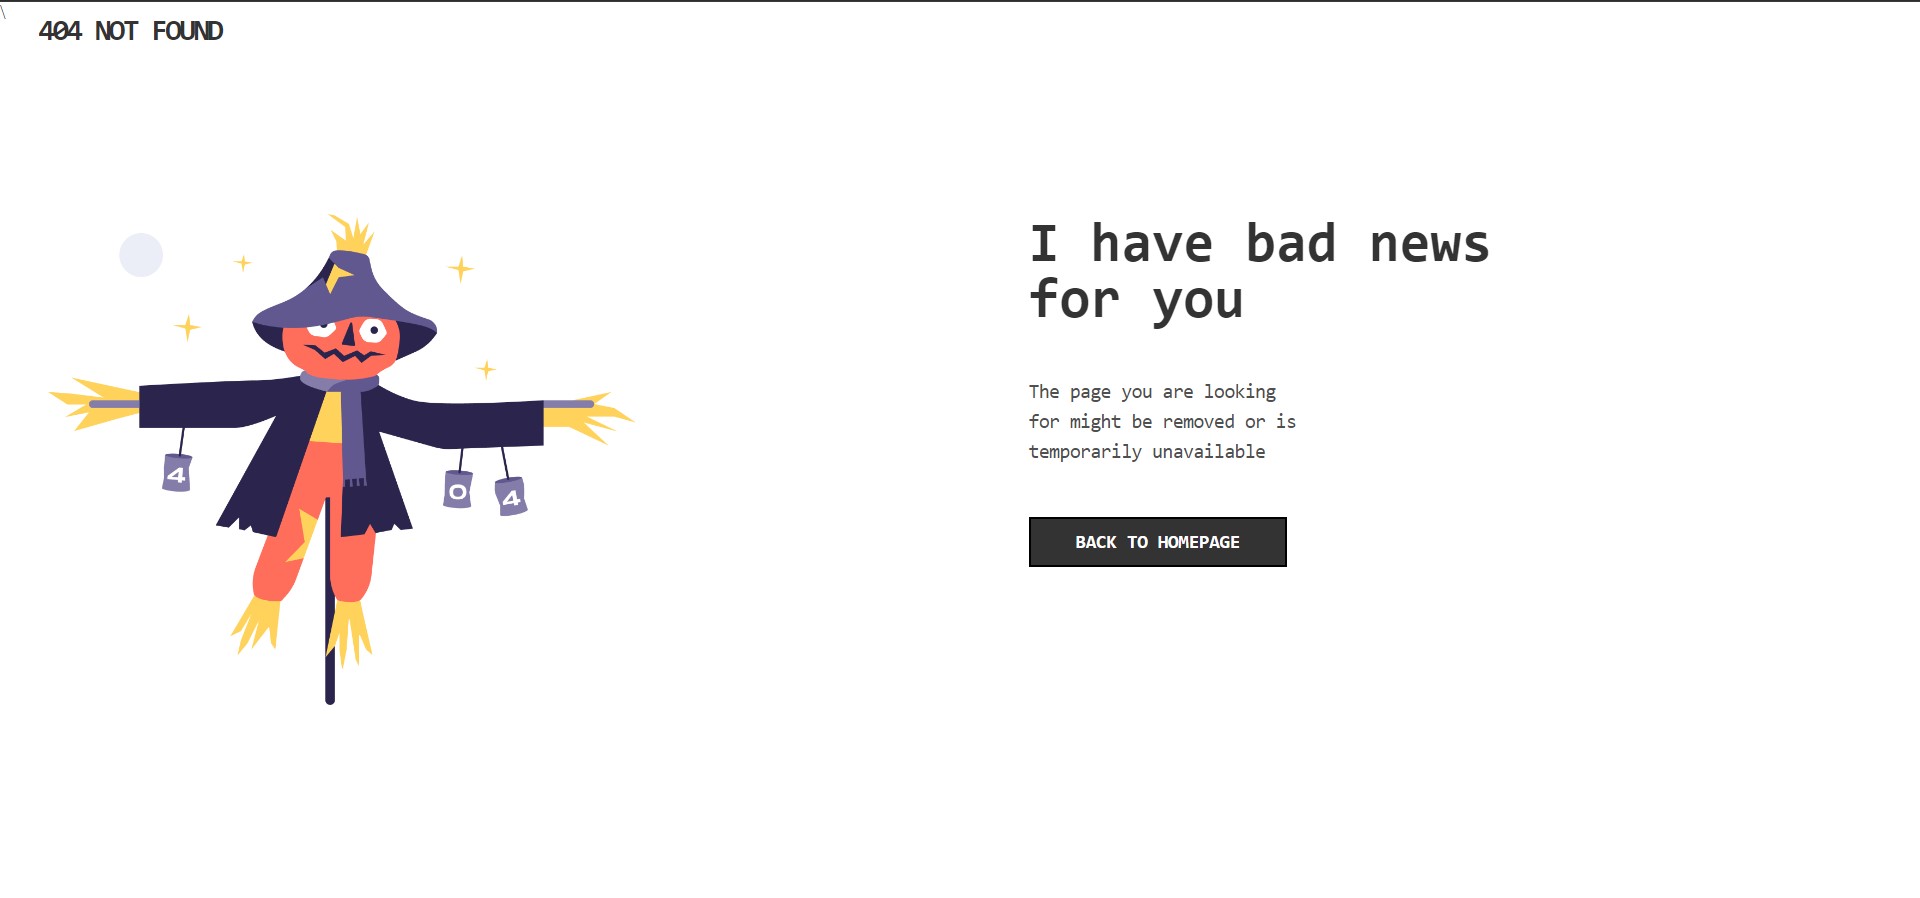 \
404 NOT FOUND
I have bad news
for you
The page you are looking
for might be removed or is
temporarily unavailable
BACK TO HOMEPAGE
4
0
4